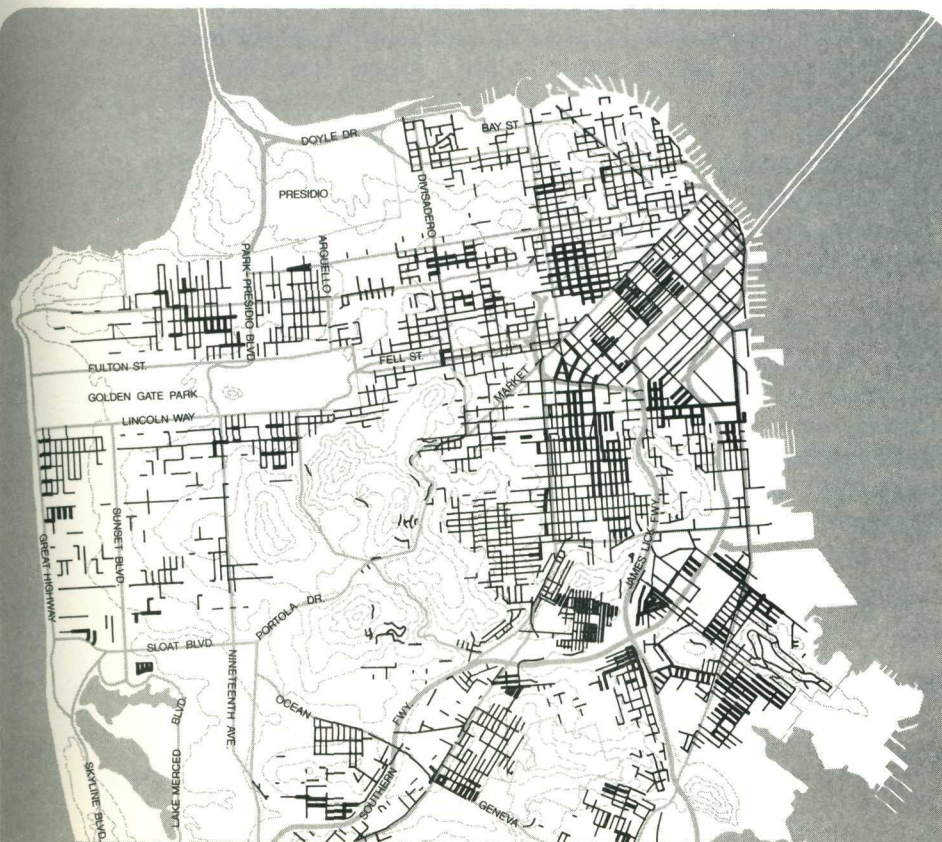 DOYLE DR.
BAY ST.
PRESIDIO
DIVISADERO
ARGUELLO
PARK-PRESIDIO BLVD.
FULTON ST.
FELL ST.
GOLDEN GATE PARK
MARKET
LINCOLN WAY
SUNSET BLVD.
GREAT HIGHWAY
JAMES LICK FWY
PORTOLA DR.
SLOAT BLVD.
NINETEENTH AVE.
OCEAN
FWY
SOUTHERN
LAKE MERCED BLVD.
SKYLINE BLVD.
GENEVA